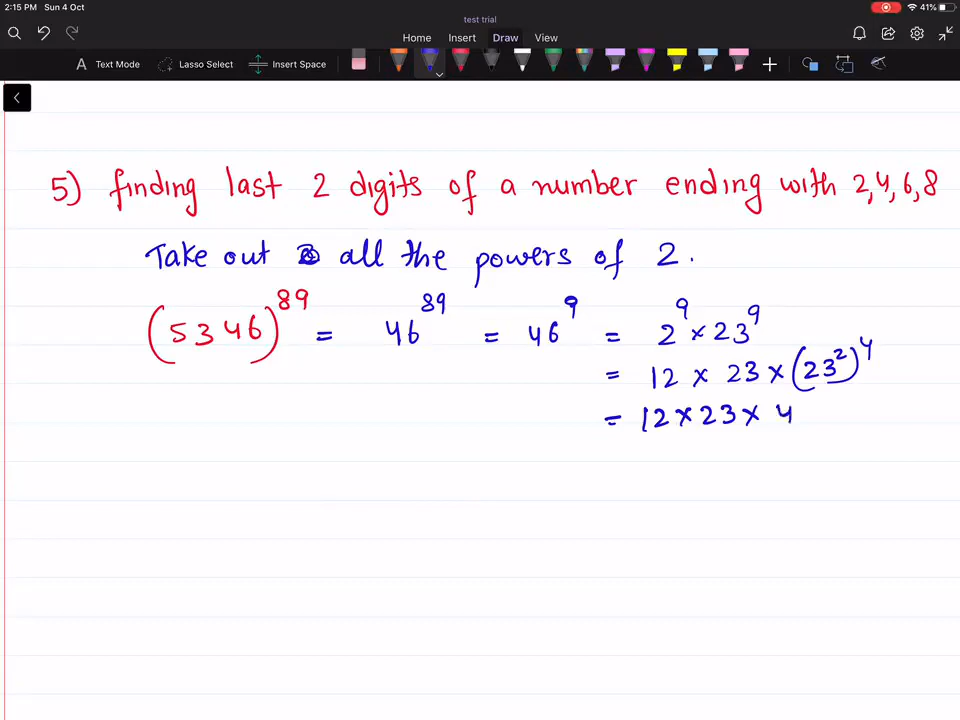 2:15 PM Sun 4 Oct 41%
test trial
Home Insert Draw View
Text Mode Lasso Select Insert Space
5) finding last 2 digits of a number ending with 2,4,6,8
Take out all the powers of 2.
(5346)^89 = 46^89 = 46^9 = 2^9 × 23^9
= 12 × 23 × (23^2)^4
= 12 × 23 × 4